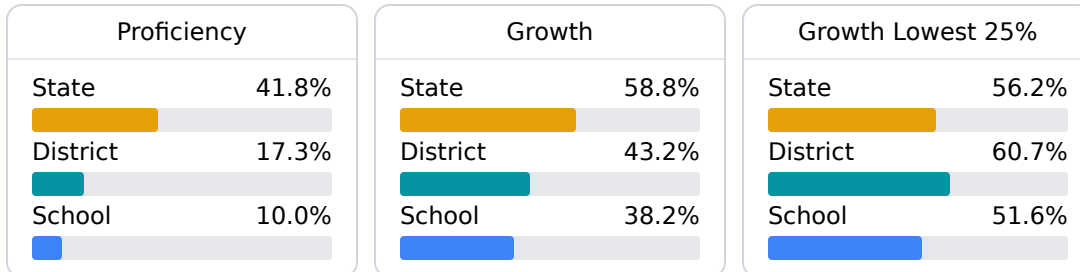 Proficiency
State 41.8%
District 17.3%
School 10.0%
Growth
State 58.8%
District 43.2%
School 38.2%
Growth Lowest 25%
State 56.2%
District 60.7%
School 51.6%